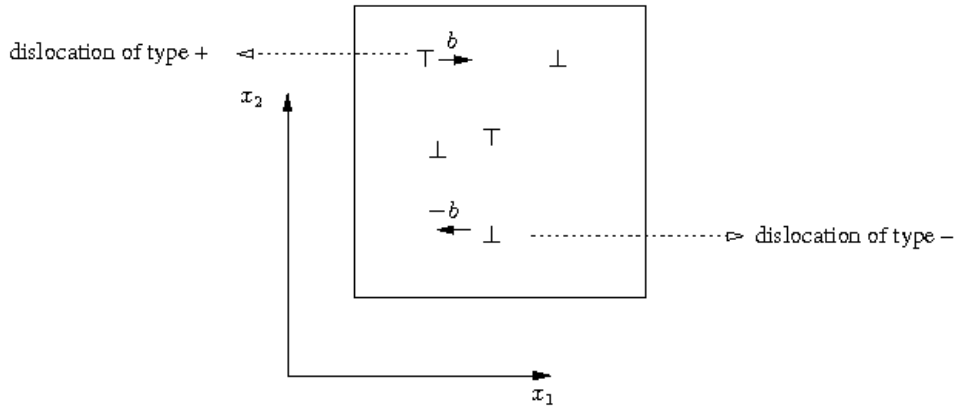 dislocation of type +
b
⊤
⊥
x₂
⊤
⊥
−b
⊥
dislocation of type −
x₁